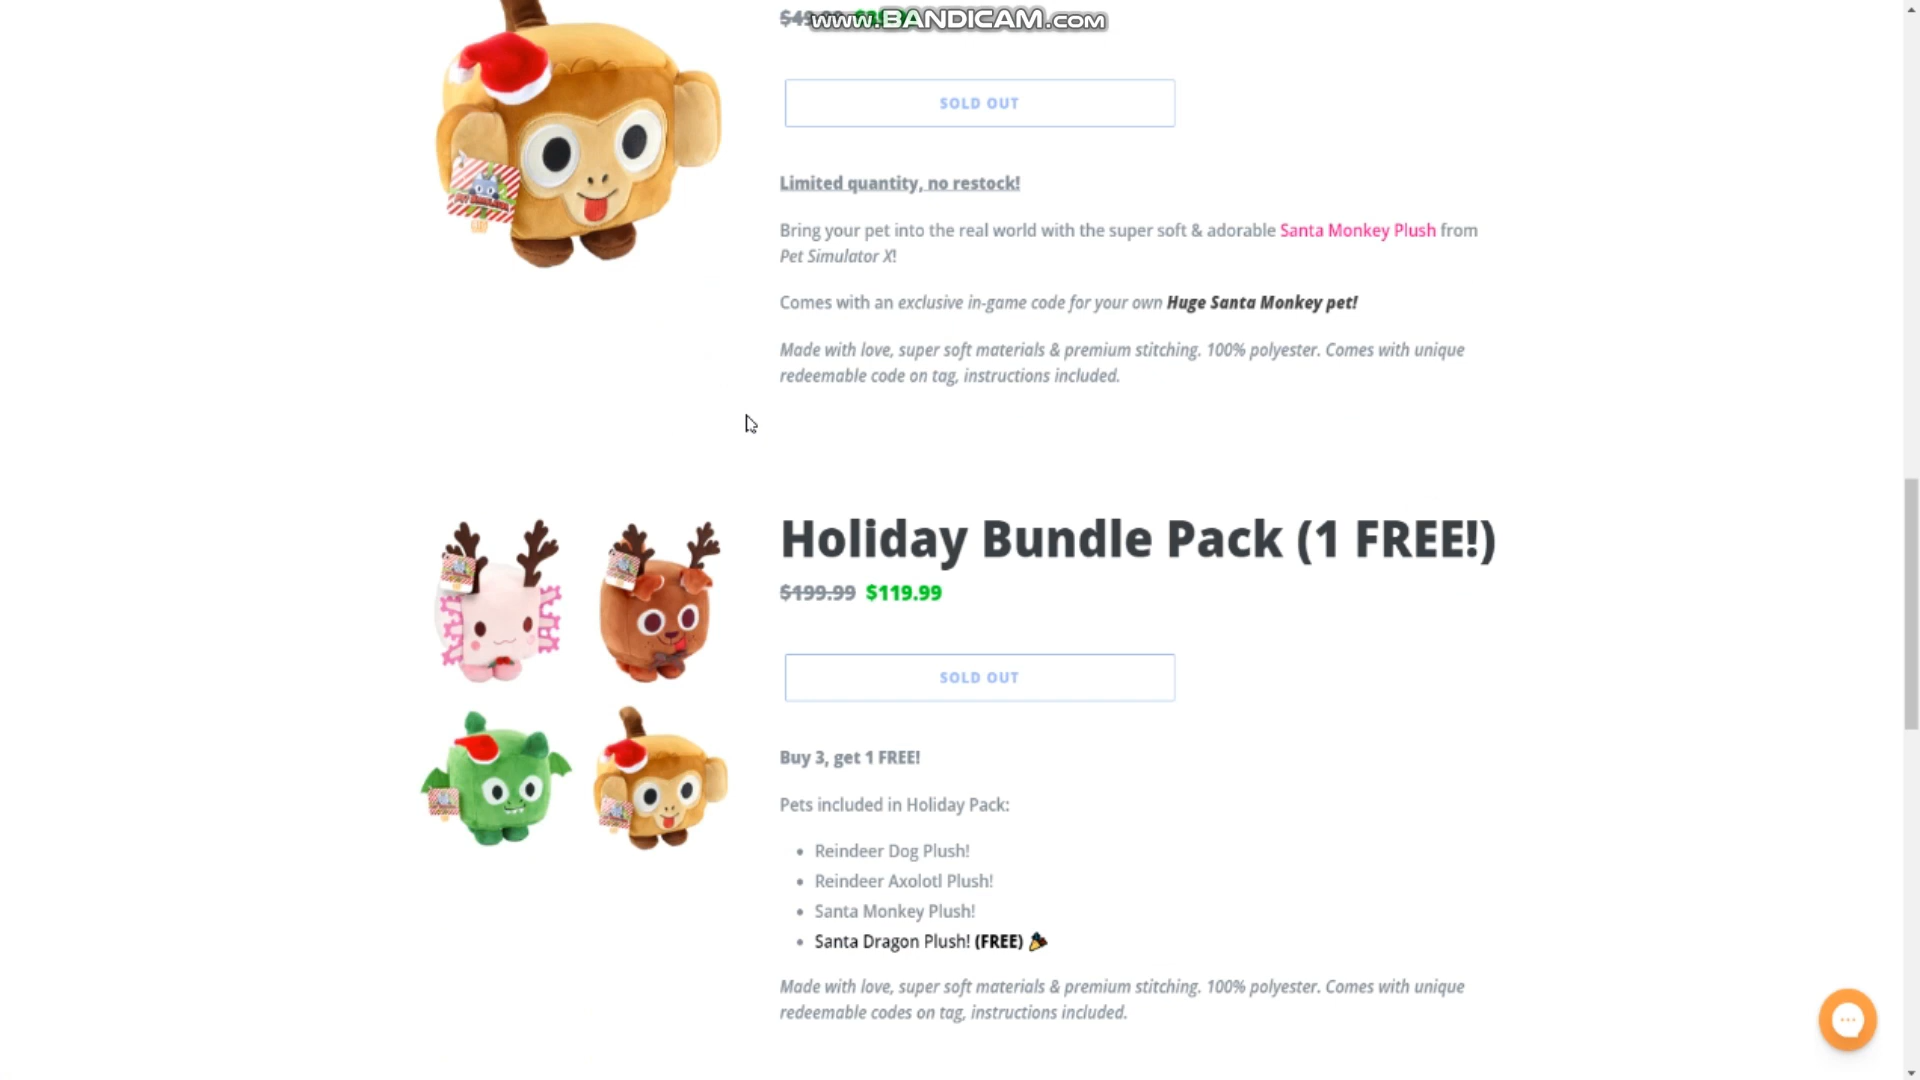 www.BANDICAM.com
SOLD OUT
Limited quantity, no restock!
Bring your pet into the real world with the super soft & adorable Santa Monkey Plush from
Pet Simulator X!
Comes with an exclusive in-game code for your own Huge Santa Monkey pet!
Made with love, super soft materials & premium stitching. 100% polyester. Comes with unique
redeemable code on tag, instructions included.
Holiday Bundle Pack (1 FREE!)
$199.99 $119.99
SOLD OUT
Buy 3, get 1 FREE!
Pets included in Holiday Pack:
• Reindeer Dog Plush!
• Reindeer Axolotl Plush!
• Santa Monkey Plush!
• Santa Dragon Plush! (FREE) 🎉
Made with love, super soft materials & premium stitching. 100% polyester. Comes with unique
redeemable codes on tag, instructions included.